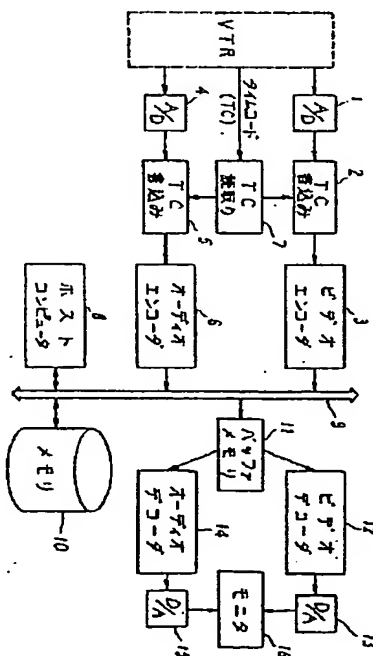 VTR
4
A/D
タイムコード
(TC).
1
A/D
TC
書込み
5
TC
読取り
7
TC
書込み
2
ホスト
コンピュータ
8
オーディオ
エンコーダ
6
ビデオ
エンコーダ
3
9
メモリ
10
バッファ
メモリ
11
オーディオ
デコーダ
14
ビデオ
デコーダ
12
D/A
15
モニタ
16
D/A
13